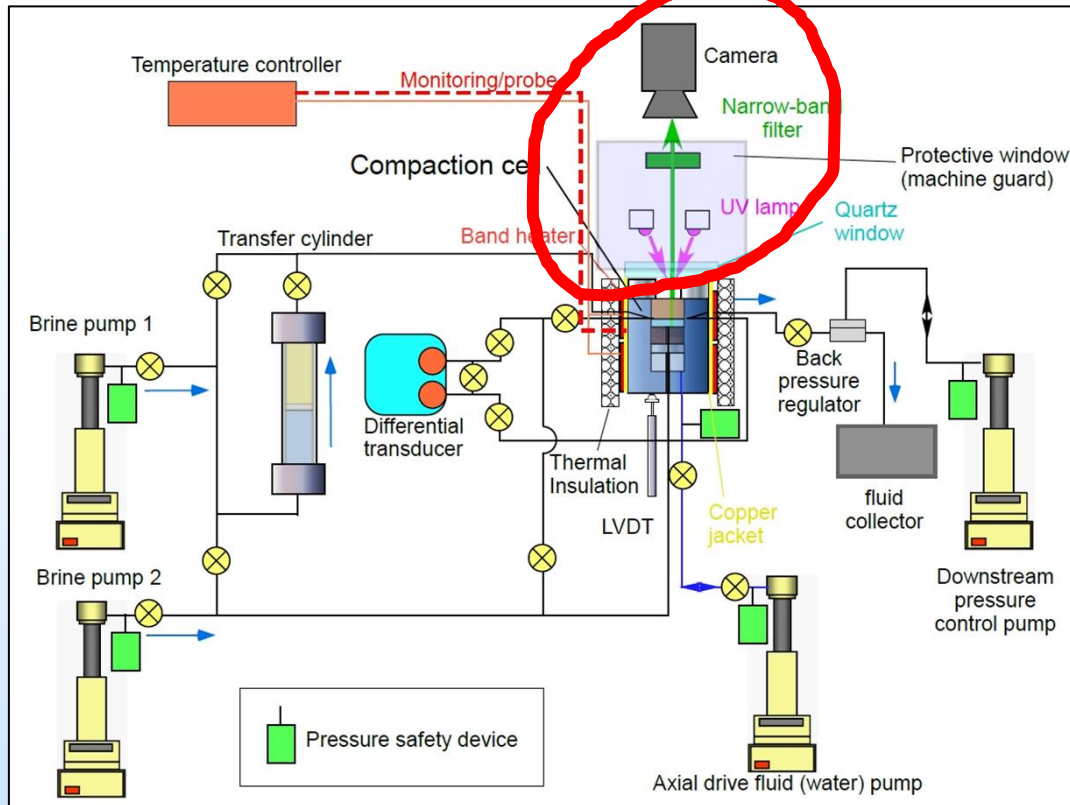 Camera
Temperature controller
Monitoring/probe
Narrow-band
filter
Protective window
(machine guard)
Compaction
UV lamp
Quartz
window
Transfer cylinder
Band heater
Brine pump 1
Back
pressure
regulator
Differential
transducer
Thermal
Insulation
fluid
collector
LVDT
Copper
jacket
Brine pump 2
Downstream
pressure
control pump
Pressure safety device
Axial drive fluid (water) pump